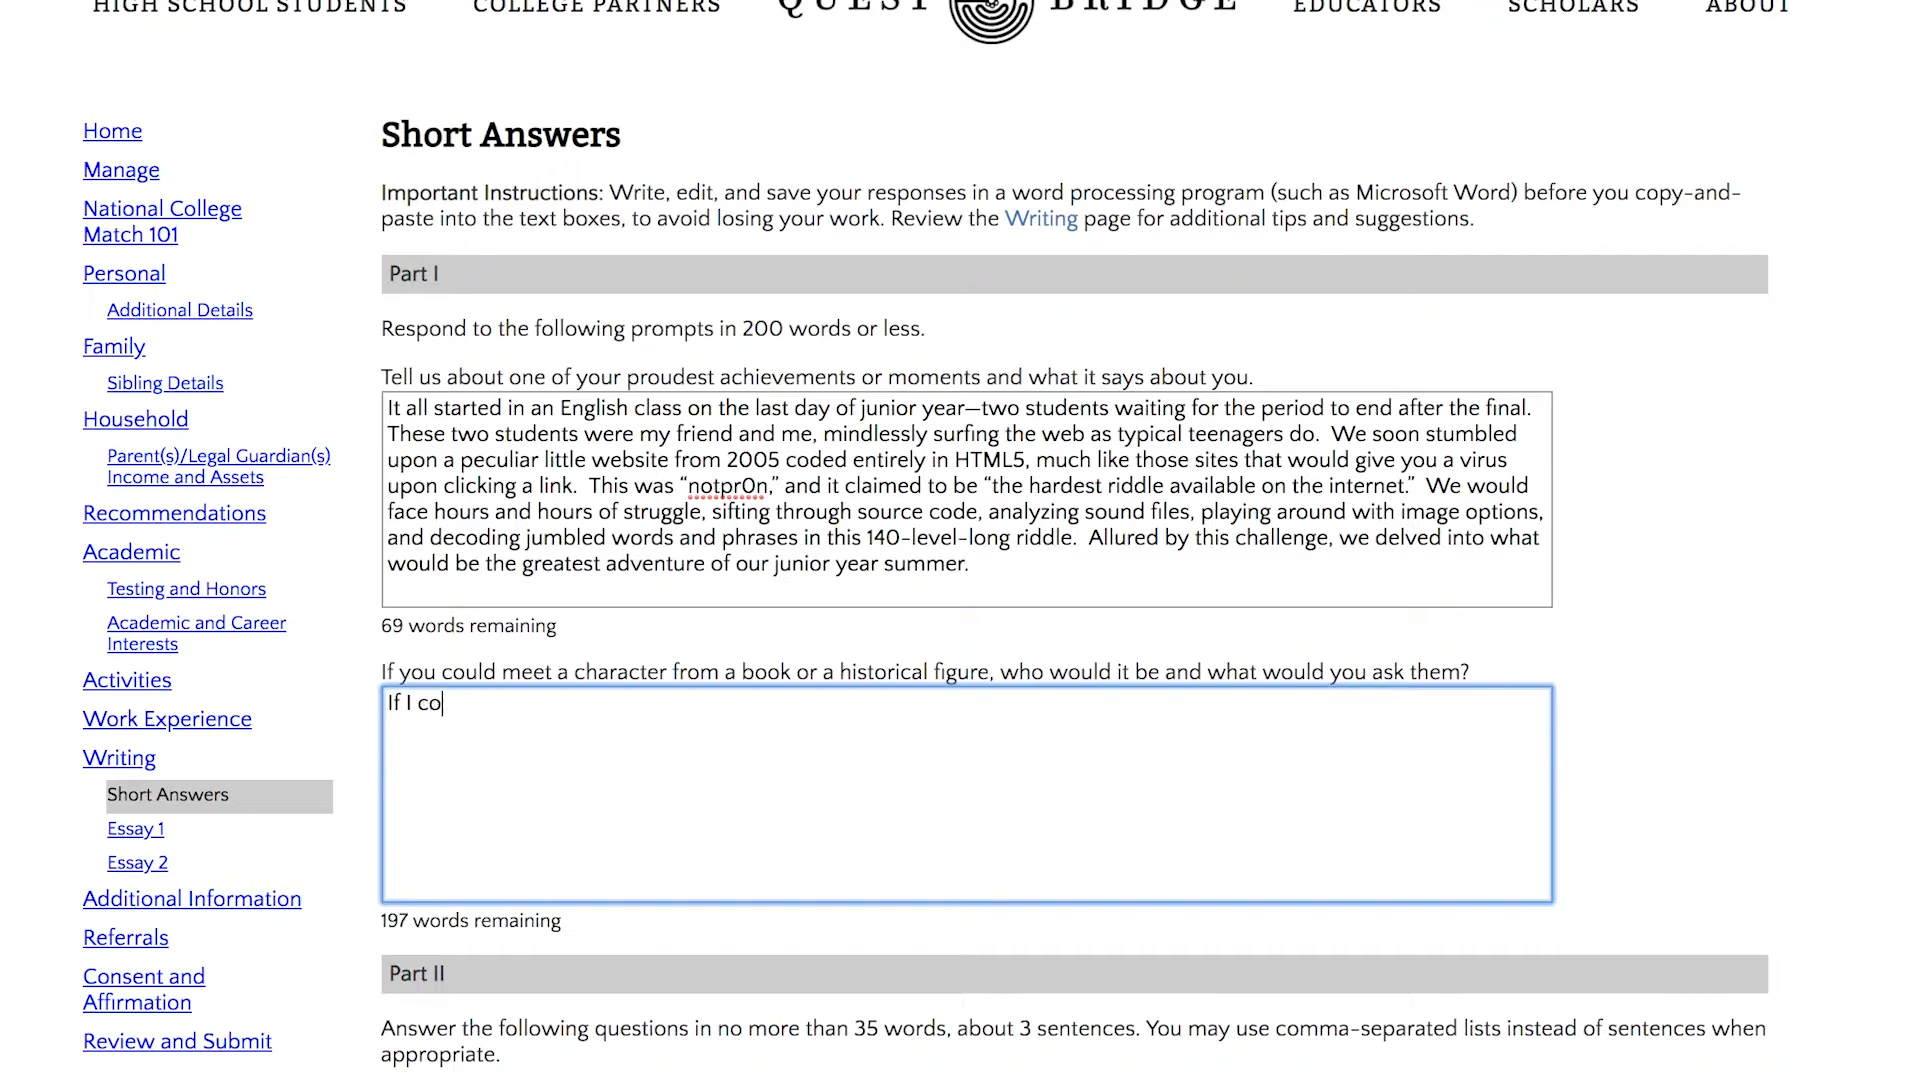 HIGH SCHOOL STUDENTS COLLEGE PARTNERS QUEST BRIDGE EDUCATORS SCHOLARS ABOUT
Home
Manage
National College
Match 101
Personal
Additional Details
Family
Sibling Details
Household
Parent(s)/Legal Guardian(s)
Income and Assets
Recommendations
Academic
Testing and Honors
Academic and Career
Interests
Activities
Work Experience
Writing
Short Answers
Essay 1
Essay 2
Additional Information
Referrals
Consent and
Affirmation
Review and Submit
Short Answers
Important Instructions: Write, edit, and save your responses in a word processing program (such as Microsoft Word) before you copy-and-
paste into the text boxes, to avoid losing your work. Review the Writing page for additional tips and suggestions.
Part I
Respond to the following prompts in 200 words or less.
Tell us about one of your proudest achievements or moments and what it says about you.
It all started in an English class on the last day of junior year—two students waiting for the period to end after the final.
These two students were my friend and me, mindlessly surfing the web as typical teenagers do.  We soon stumbled
upon a peculiar little website from 2005 coded entirely in HTML5, much like those sites that would give you a virus
upon clicking a link.  This was “notpr0n,” and it claimed to be “the hardest riddle available on the internet.”  We would
face hours and hours of struggle, sifting through source code, analyzing sound files, playing around with image options,
and decoding jumbled words and phrases in this 140-level-long riddle.  Allured by this challenge, we delved into what
would be the greatest adventure of our junior year summer.
69 words remaining
If you could meet a character from a book or a historical figure, who would it be and what would you ask them?
If I co
197 words remaining
Part II
Answer the following questions in no more than 35 words, about 3 sentences. You may use comma-separated lists instead of sentences when
appropriate.